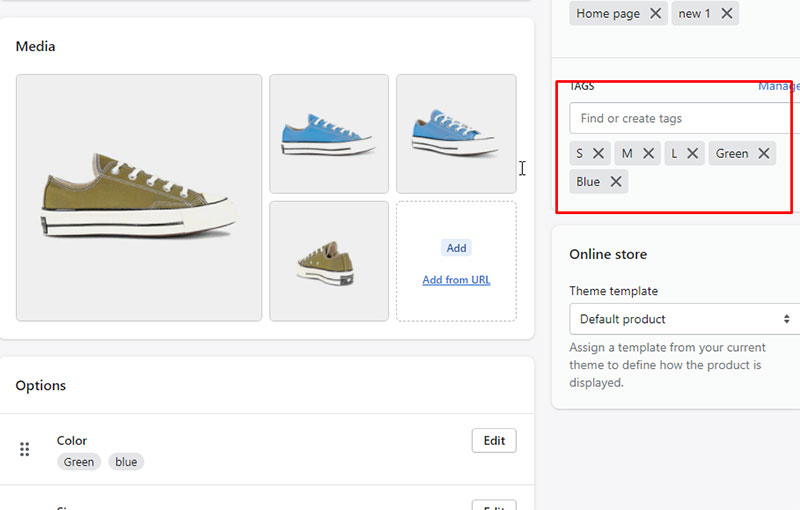 Home page
new 1
Media
TAGS
Manage
Find or create tags
S
M
L
Green
Blue
Add
Add from URL
Online store
Theme template
Default product
Assign a template from your current
theme to define how the product is
displayed.
Options
Color
Edit
Green
blue